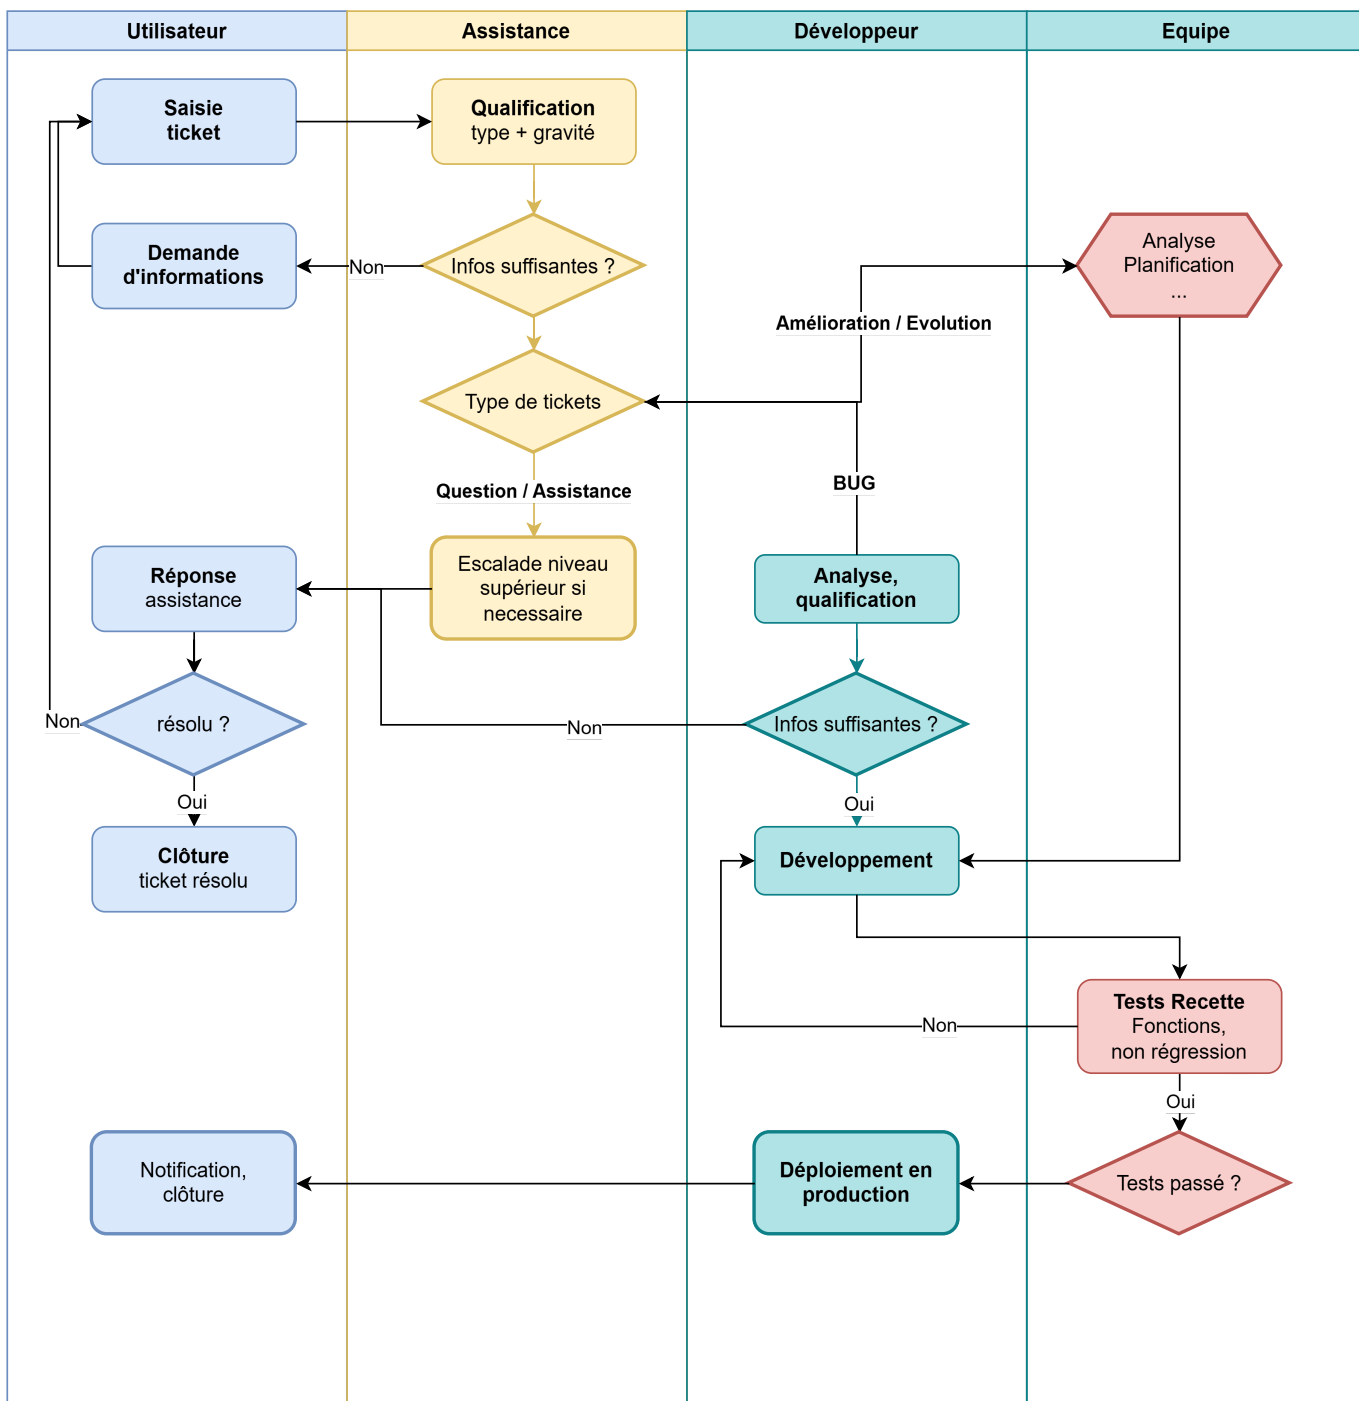 Utilisateur
Assistance
Développeur
Equipe
Saisie
ticket
Qualification
type + gravité
Demande
d'informations
Non
Infos suffisantes ?
Analyse
Planification
...
Amélioration / Evolution
Type de tickets
BUG
Question / Assistance
Réponse
assistance
Escalade niveau
supérieur si
necessaire
Analyse,
qualification
Non
résolu ?
Non
Infos suffisantes ?
Oui
Oui
Clôture
ticket résolu
Développement
Tests Recette
Fonctions,
non régression
Non
Oui
Notification,
clôture
Déploiement en
production
Tests passé ?